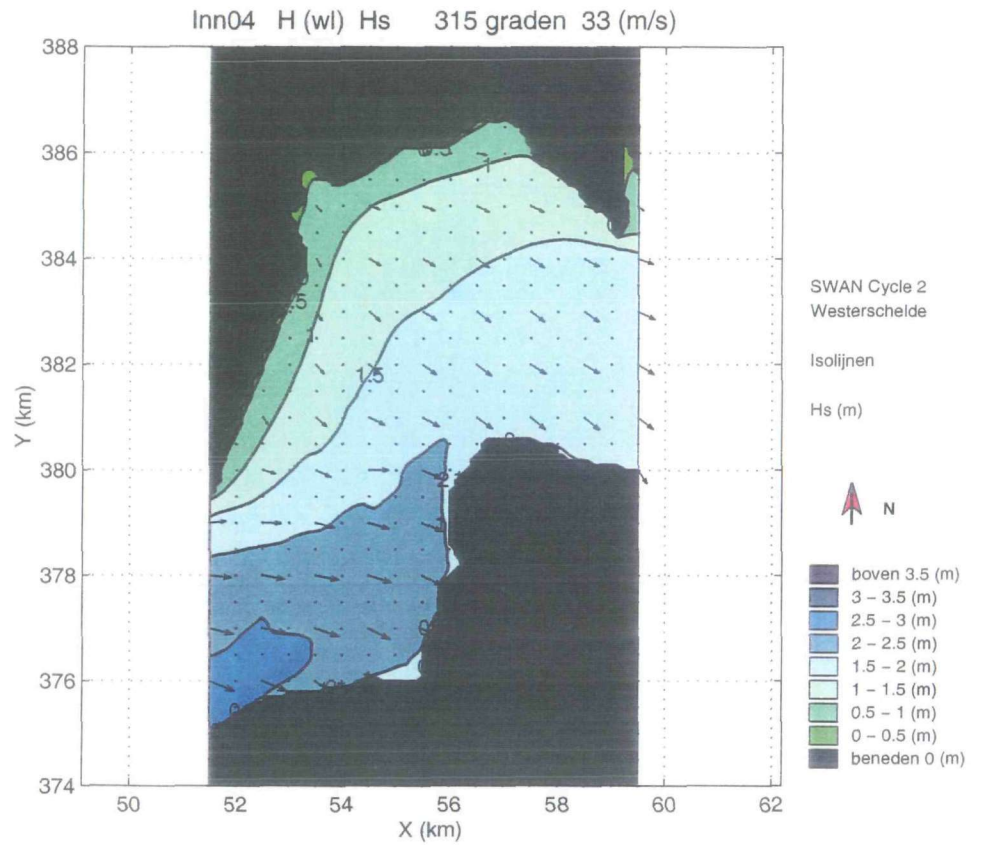 Inn04 H (wl) Hs 315 graden 33 (m/s)
388
386
384
382
380
378
376
374
50
52
54
56
58
60
62
Y (km)
X (km)
1
.5
1
1.5
2
SWAN Cycle 2
Westerschelde
Isolijnen
Hs (m)
N
boven 3.5 (m)
3 – 3.5 (m)
2.5 – 3 (m)
2 – 2.5 (m)
1.5 – 2 (m)
1 – 1.5 (m)
0.5 – 1 (m)
0 – 0.5 (m)
beneden 0 (m)